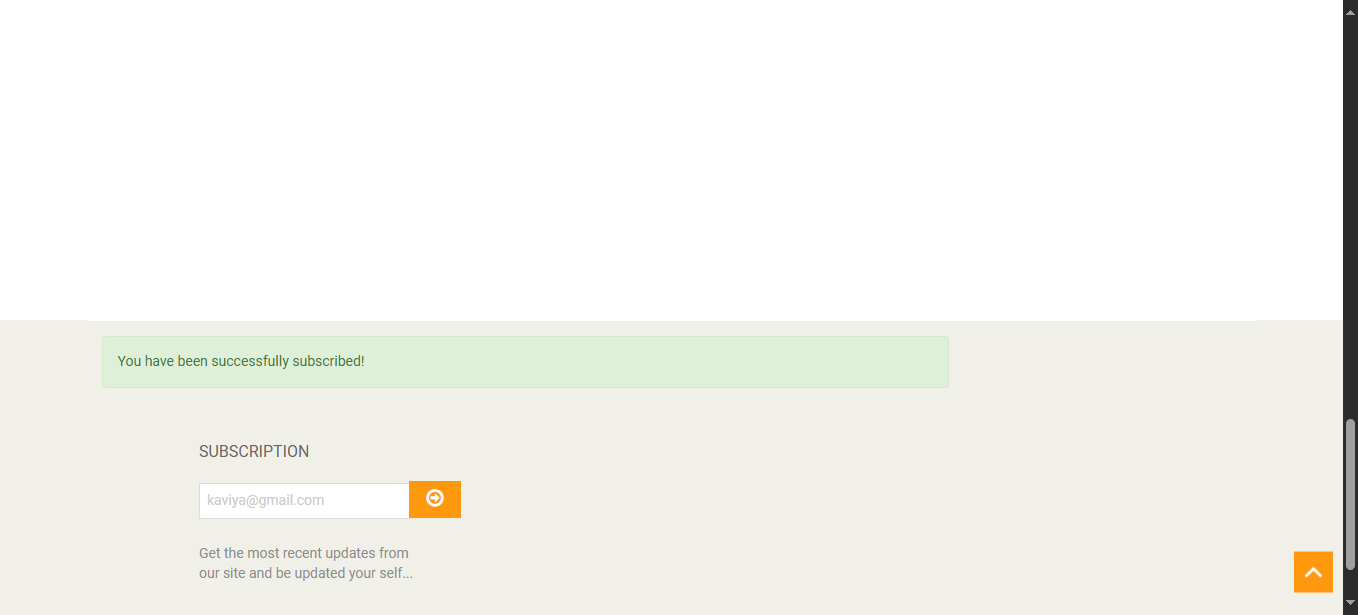 You have been successfully subscribed!
SUBSCRIPTION
kaviya@gmail.com
Get the most recent updates from
our site and be updated your self...